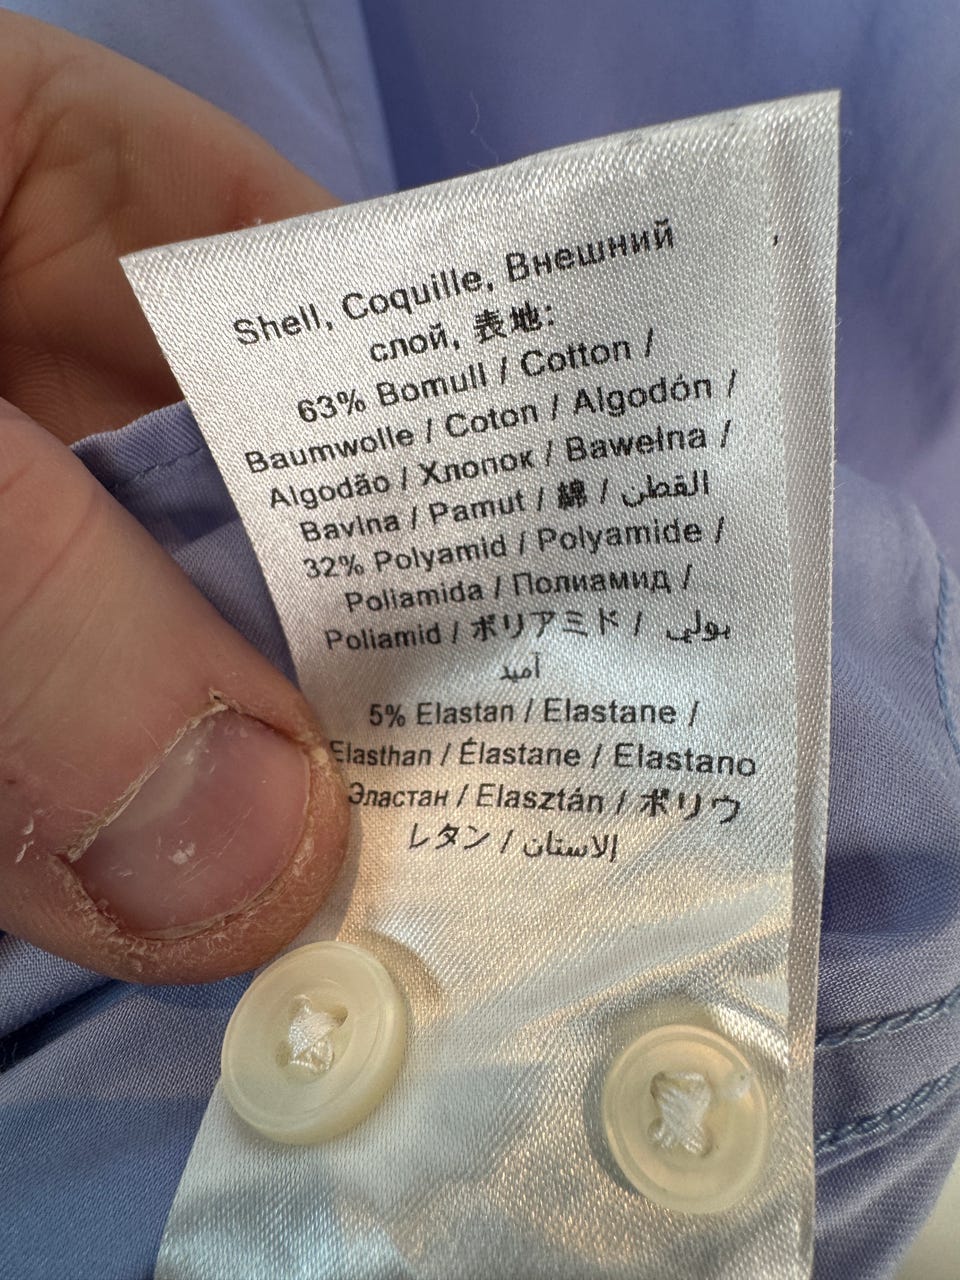 Shell, Coquille, Внешний
слой, 表地:
63% Bomull / Cotton /
Baumwolle / Coton / Algodón /
Algodão / Хлопок / Bawełna /
Bavlna / Pamut / 綿 / القطن
32% Polyamid / Polyamide /
Poliamida / Полиамид /
Poliamid / ポリアミド / بولي
آميد
5% Elastan / Elastane /
Elasthan / Élastane / Elastano
Эластан / Elasztán / ポリウ
レタン / إلاستان